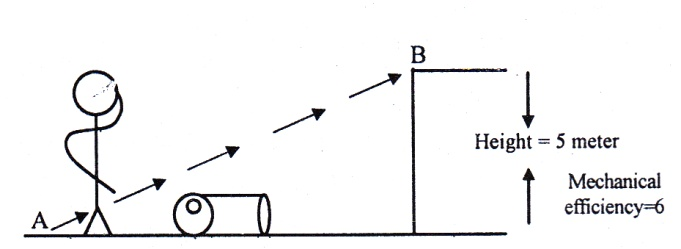 B
Height = 5 meter
Mechanical
efficiency=6
A